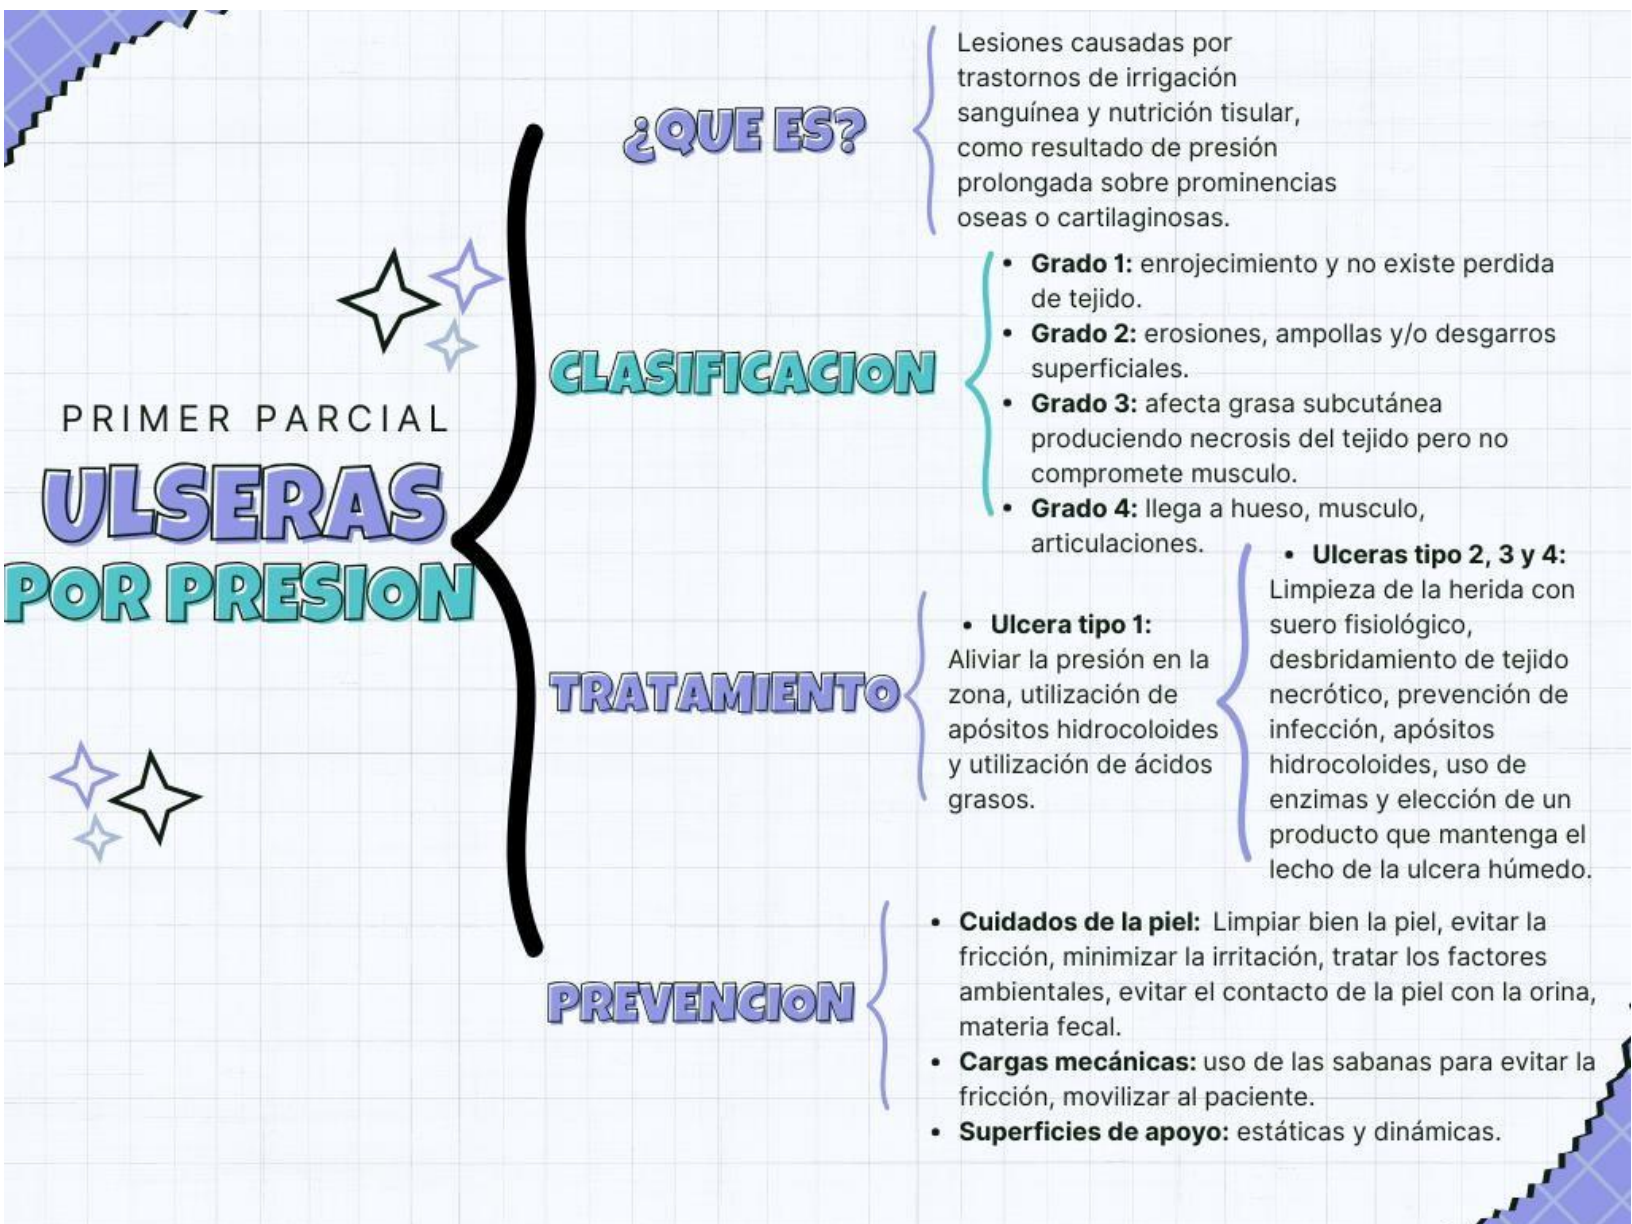 PRIMER PARCIAL
ULSERAS
POR PRESION
¿QUE ES?
Lesiones causadas por
trastornos de irrigación
sanguínea y nutrición tisular,
como resultado de presión
prolongada sobre prominencias
oseas o cartilaginosas.
CLASIFICACION
• Grado 1: enrojecimiento y no existe perdida
de tejido.
• Grado 2: erosiones, ampollas y/o desgarros
superficiales.
• Grado 3: afecta grasa subcutánea
produciendo necrosis del tejido pero no
compromete musculo.
• Grado 4: llega a hueso, musculo,
articulaciones.
TRATAMIENTO
• Ulcera tipo 1:
Aliviar la presión en la
zona, utilización de
apósitos hidrocoloides
y utilización de ácidos
grasos.
• Ulceras tipo 2, 3 y 4:
Limpieza de la herida con
suero fisiológico,
desbridamiento de tejido
necrótico, prevención de
infección, apósitos
hidrocoloides, uso de
enzimas y elección de un
producto que mantenga el
lecho de la ulcera húmedo.
PREVENCION
• Cuidados de la piel: Limpiar bien la piel, evitar la
fricción, minimizar la irritación, tratar los factores
ambientales, evitar el contacto de la piel con la orina,
materia fecal.
• Cargas mecánicas: uso de las sabanas para evitar la
fricción, movilizar al paciente.
• Superficies de apoyo: estáticas y dinámicas.